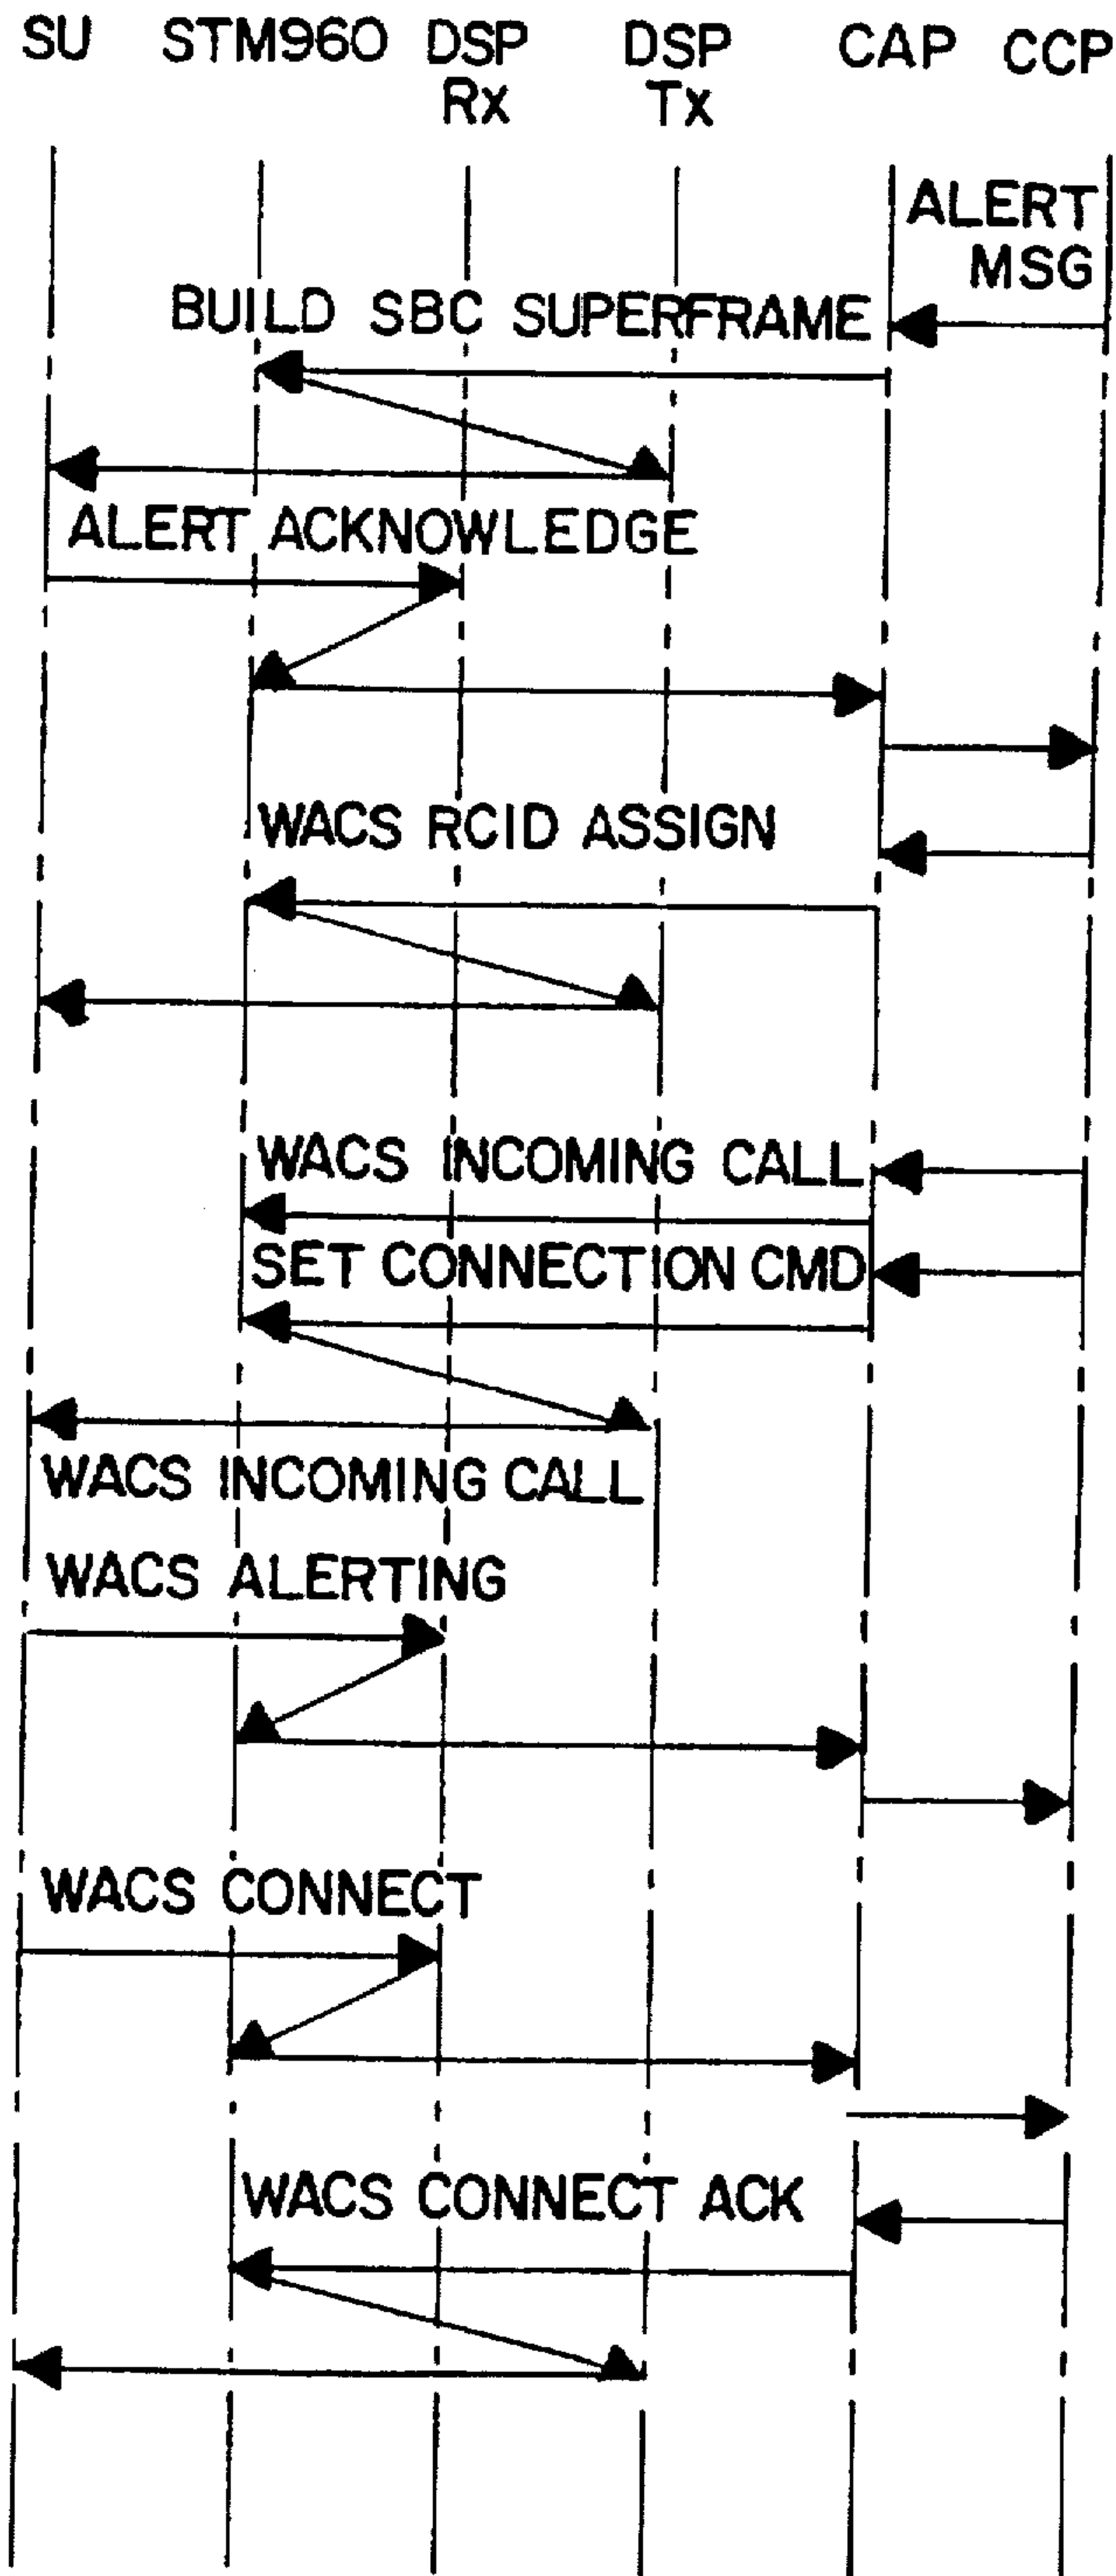 SU STM960 DSP Rx DSP Tx CAP CCP
ALERT
MSG
BUILD SBC SUPERFRAME
ALERT ACKNOWLEDGE
WACS RCID ASSIGN
WACS INCOMING CALL
SET CONNECTION CMD
WACS INCOMING CALL
WACS ALERTING
WACS CONNECT
WACS CONNECT ACK